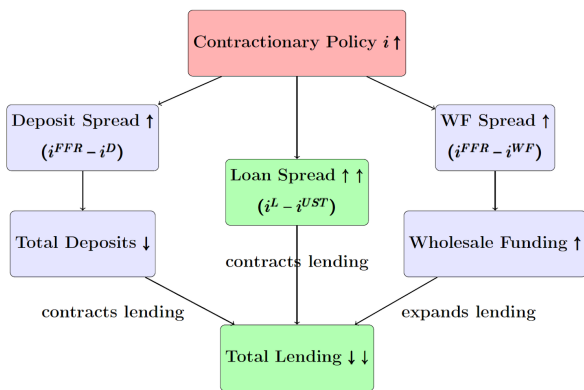 Contractionary Policy i ↑
Deposit Spread ↑
(i^{FFR} − i^{D})
WF Spread ↑
(i^{FFR} − i^{WF})
Loan Spread ↑ ↑
(i^{L} − i^{UST})
Total Deposits ↓
Wholesale Funding ↑
contracts lending
contracts lending
expands lending
Total Lending ↓ ↓